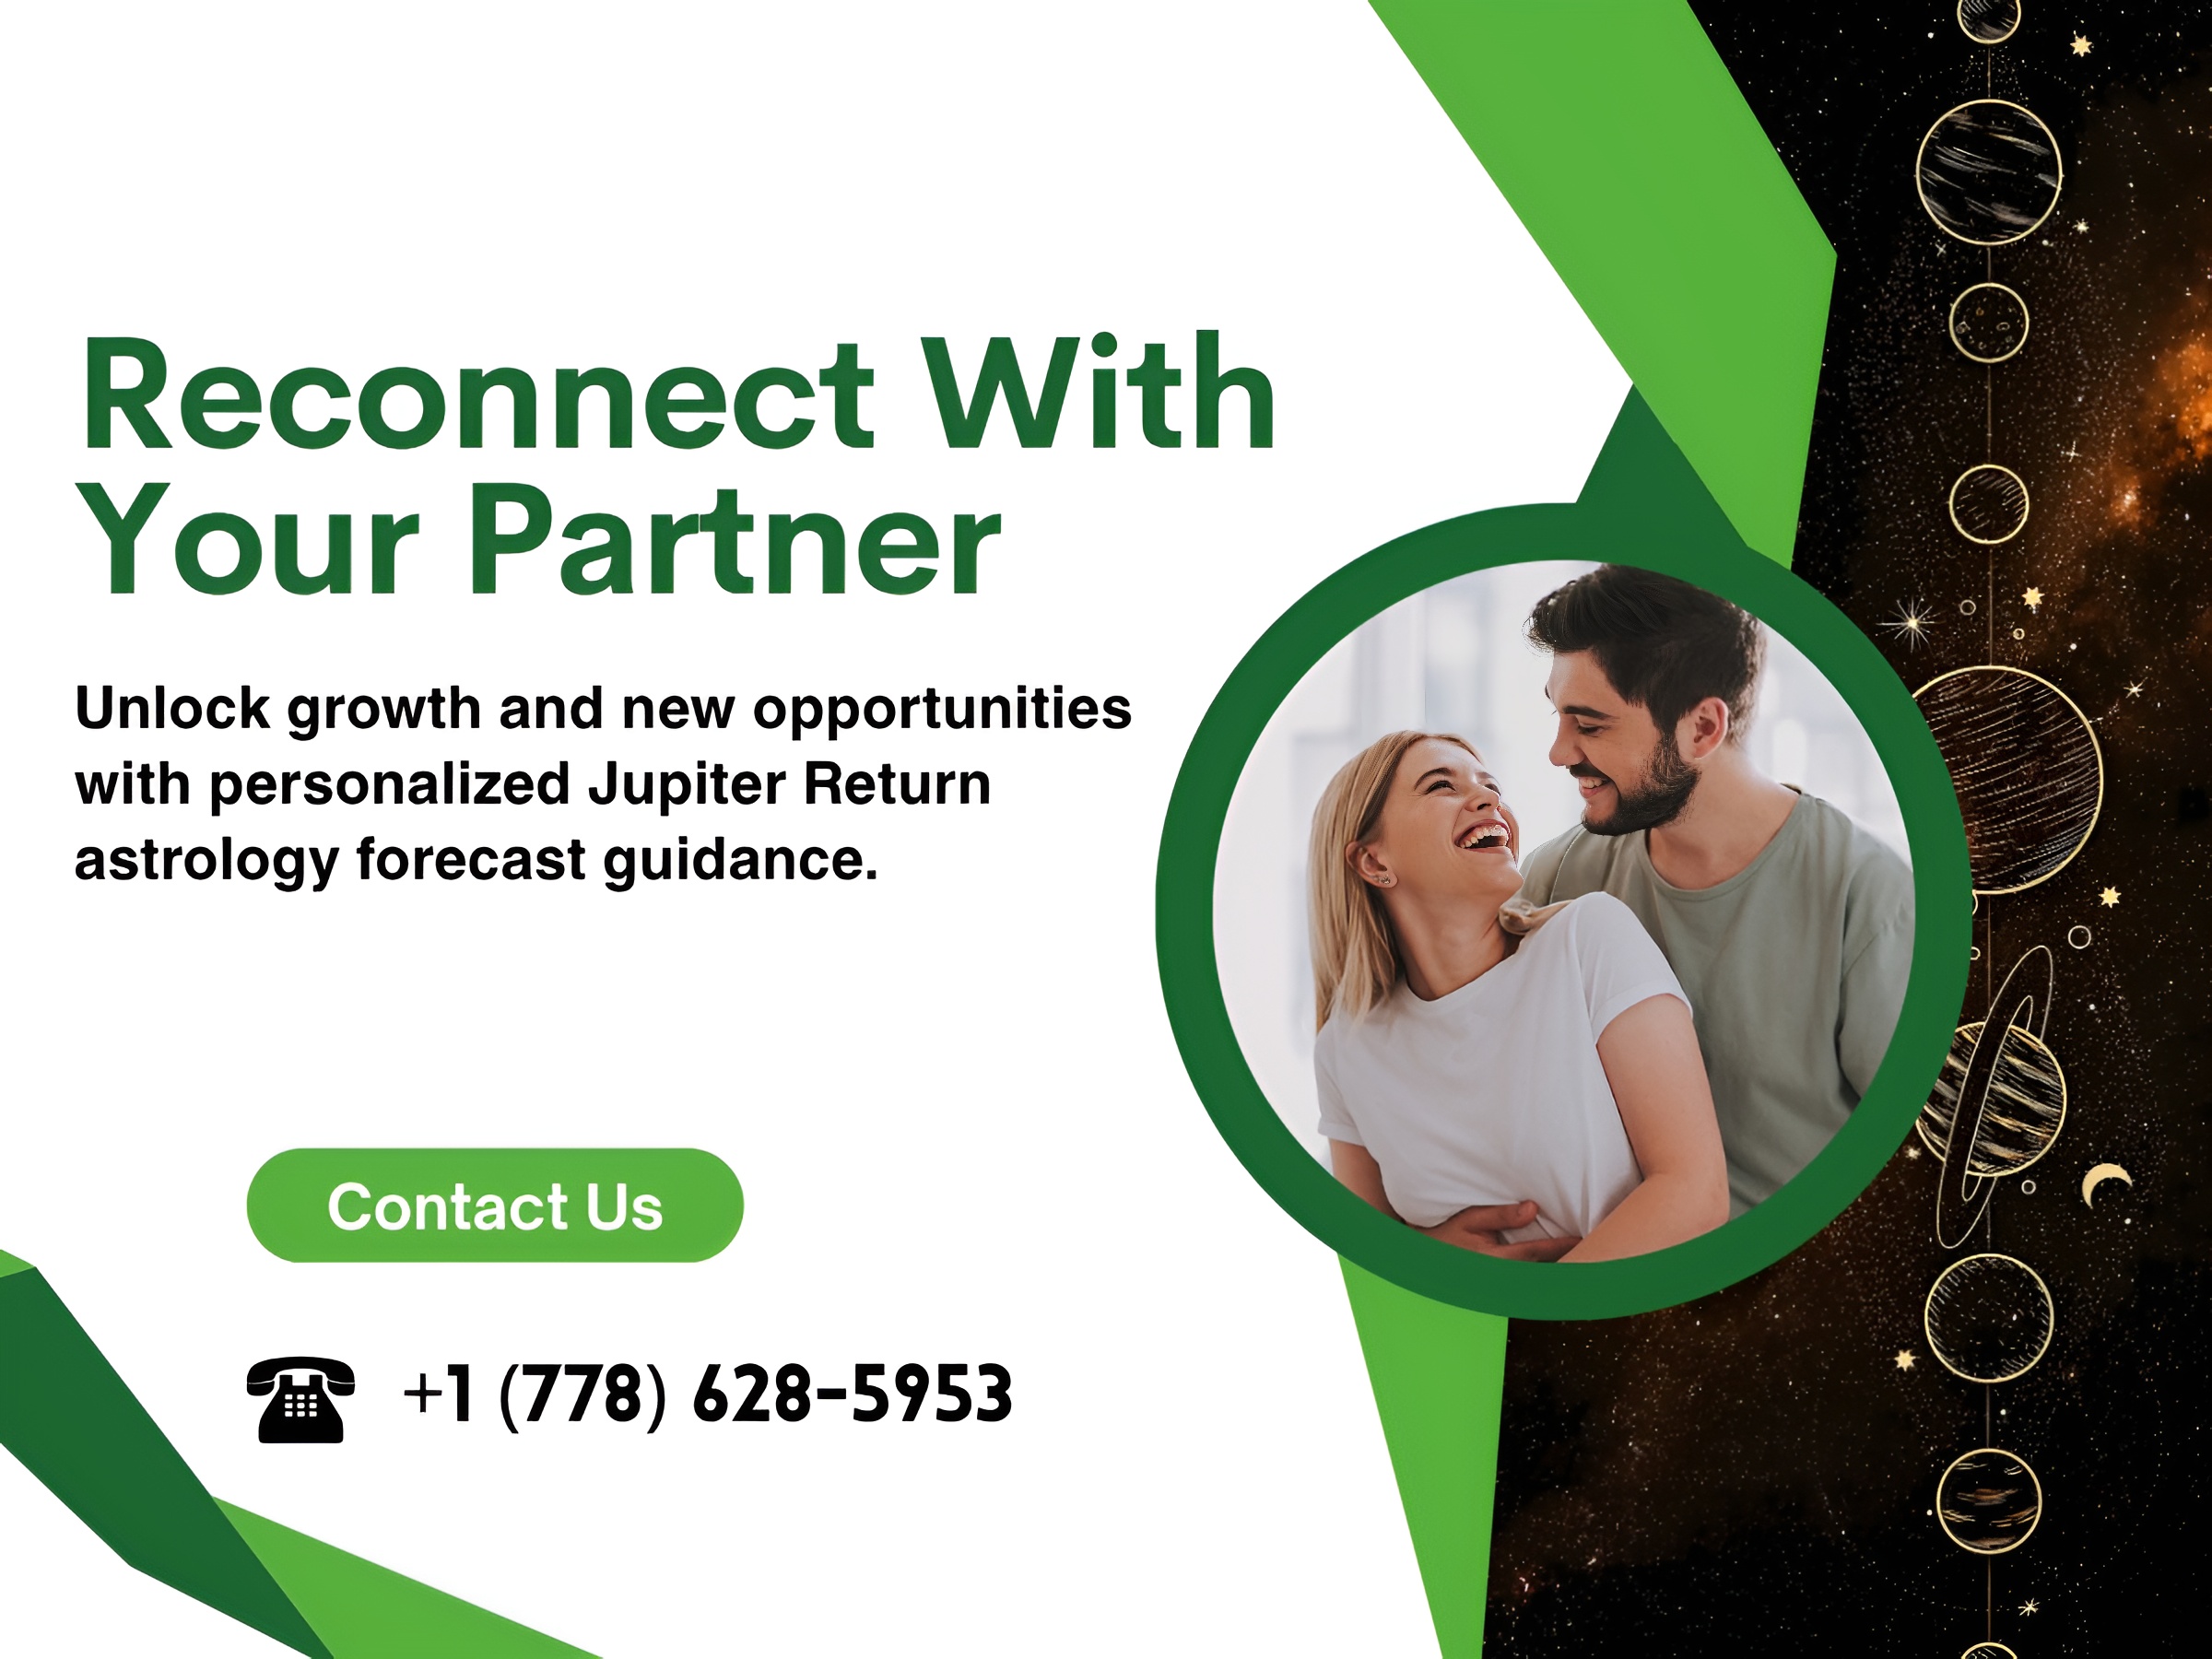 Reconnect With
Your Partner
Unlock growth and new opportunities
with personalized Jupiter Return
astrology forecast guidance.
Contact Us
+1 (778) 628-5953